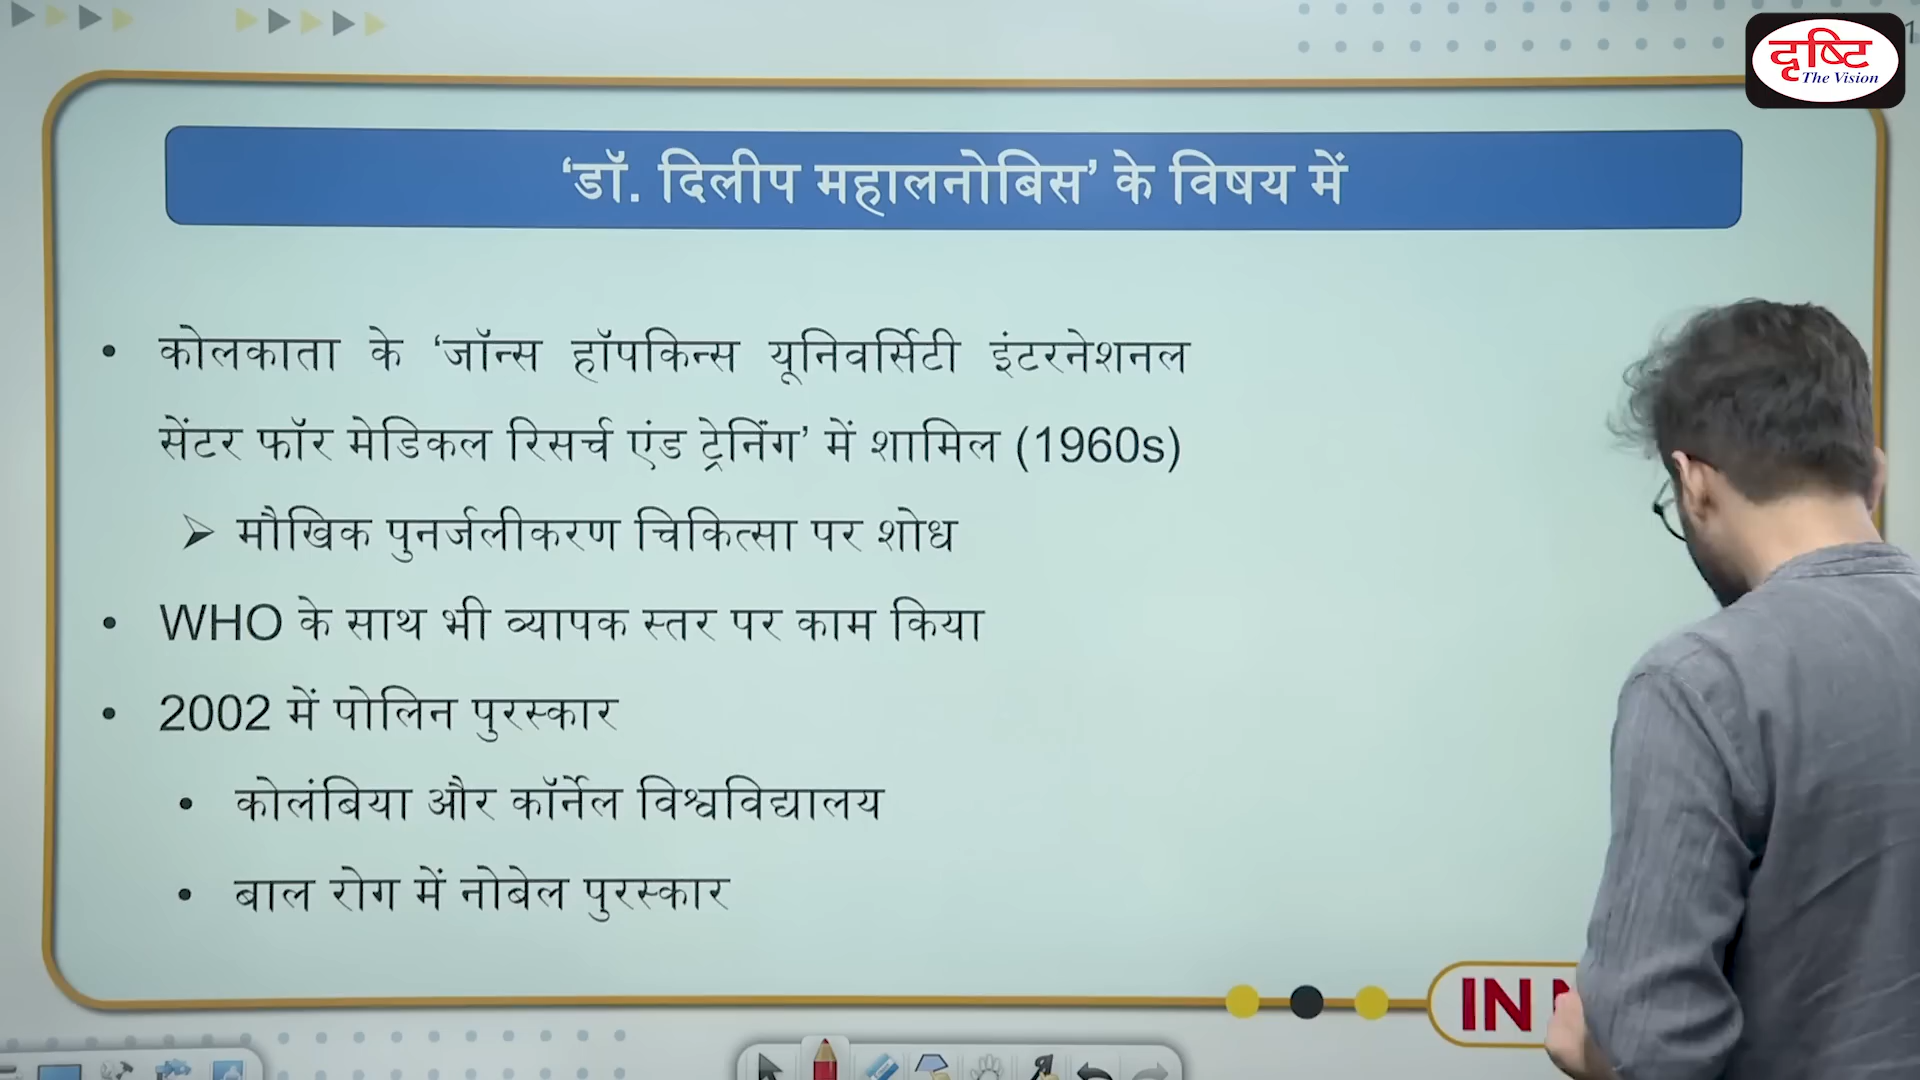 दृष्टि
The Vision
‘डॉ. दिलीप महालनोबिस’ के विषय में
• कोलकाता के ‘जॉन्स हॉपकिन्स यूनिवर्सिटी इंटरनेशनल
सेंटर फॉर मेडिकल रिसर्च एंड ट्रेनिंग’ में शामिल (1960s)
➢ मौखिक पुनर्जलीकरण चिकित्सा पर शोध
• WHO के साथ भी व्यापक स्तर पर काम किया
• 2002 में पोलिन पुरस्कार
• कोलंबिया और कॉर्नेल विश्वविद्यालय
• बाल रोग में नोबेल पुरस्कार
IN